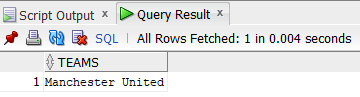 Script Output × Query Result ×
SQL | All Rows Fetched: 1 in 0.004 seconds
TEAMS
1 Manchester United